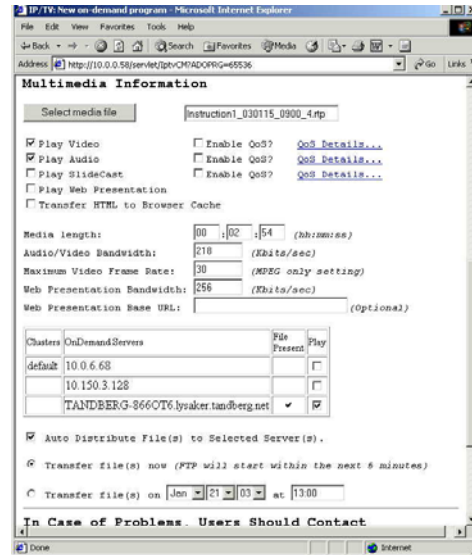 IP/TV: New on-demand program - Microsoft Internet Explorer
File Edit View Favorites Tools Help
Back Search Favorites Media
Address http://10.0.0.58/servlet/IptvCM?ADOPRG=65536 Go Links
Multimedia Information
Select media file Instruction1_030115_0900_4.rtp
Play Video Enable QoS? QoS Details...
Play Audio Enable QoS? QoS Details...
Play SlideCast Enable QoS? QoS Details...
Play Web Presentation
Transfer HTML to Browser Cache
Media length: 00 : 02 : 54 (hh:mm:ss)
Audio/Video Bandwidth: 218 (Kbits/sec)
Maximum Video Frame Rate: 30 (MPEG only setting)
Web Presentation Bandwidth: 256 (Kbits/sec)
Web Presentation Base URL: (Optional)
Clusters OnDemand Servers File Present Play
default 10.0.6.68
10.150.3.128
TANDBERG-866OT6.lysaker.tandberg.net
Auto Distribute File(s) to Selected Server(s).
Transfer file(s) now (FTP will start within the next 6 minutes)
Transfer file(s) on Jan 21 03 at 13:00
In Case of Problems, Users Should Contact
Done Internet